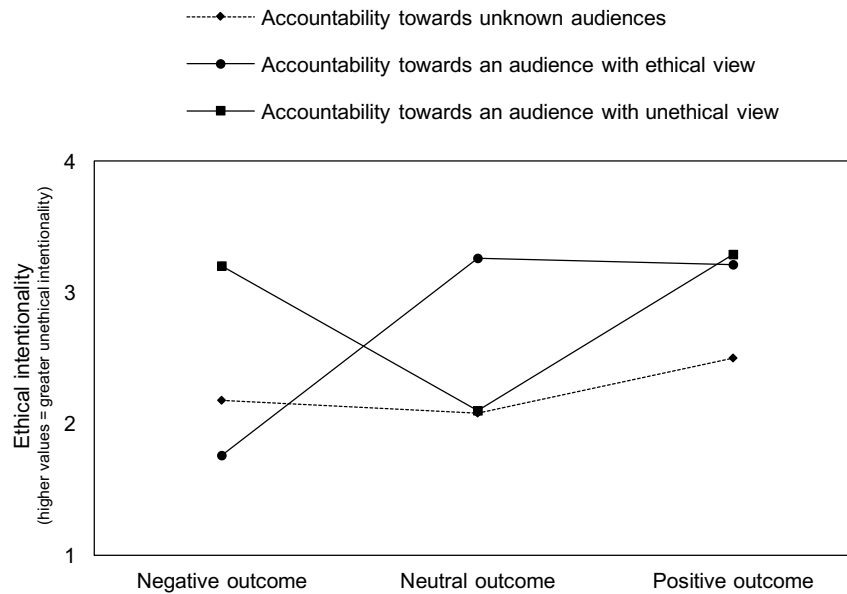 Accountability towards unknown audiences
Accountability towards an audience with ethical view
Accountability towards an audience with unethical view
Ethical intentionality
(higher values = greater unethical intentionality)
4
3
2
1
Negative outcome
Neutral outcome
Positive outcome